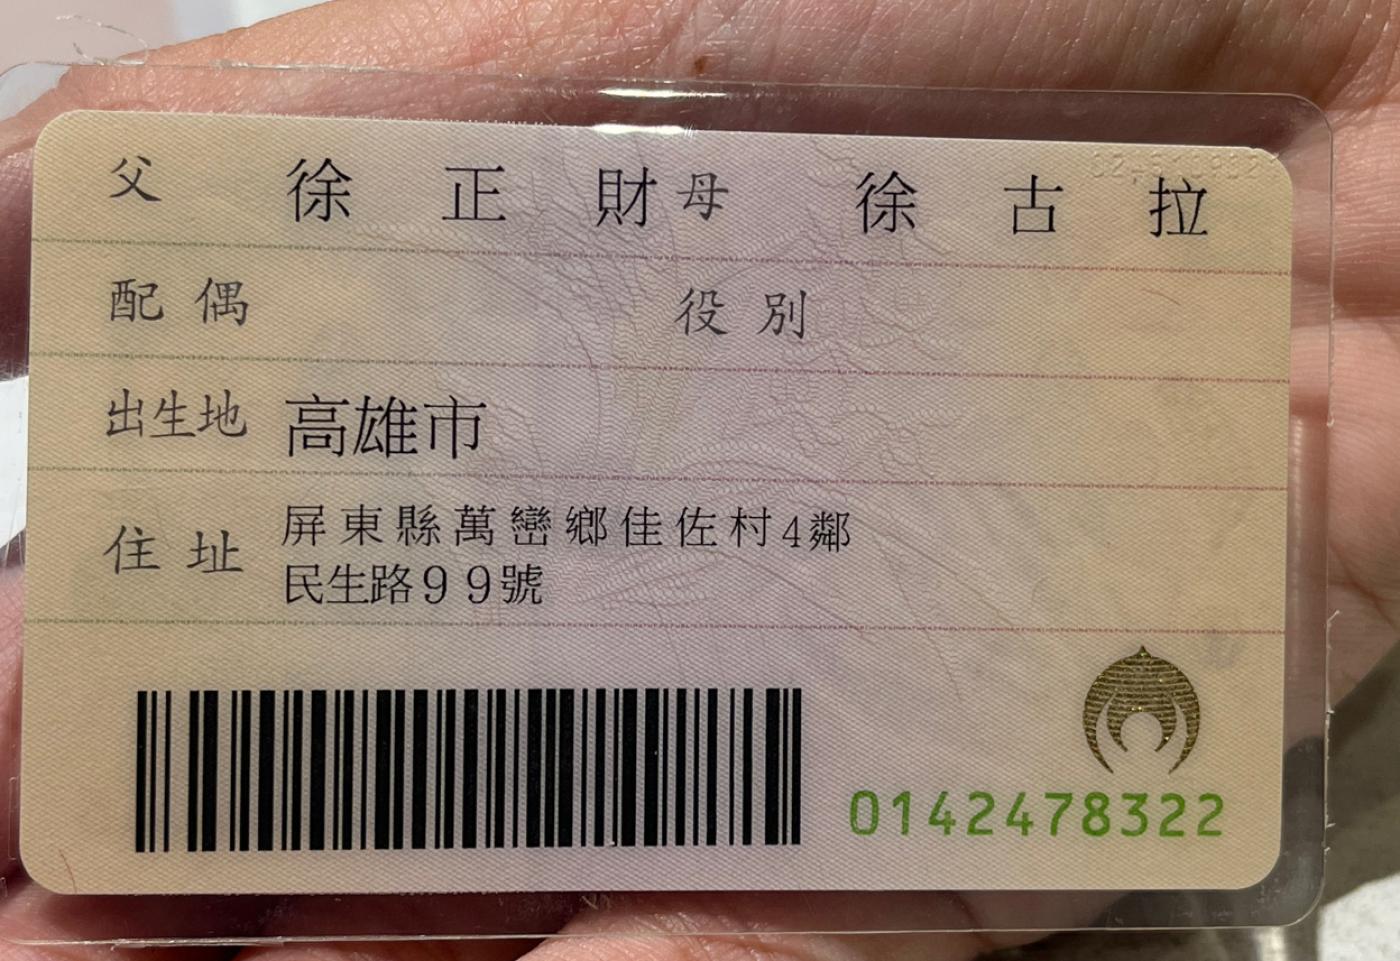 父 徐正財 母 徐古拉
配偶 役別
出生地 高雄市
住址 屏東縣萬巒鄉佳佐村4鄰
民生路99號
0142478322